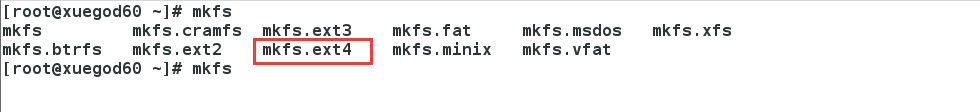 [root@xuegod60 ~]# mkfs
mkfs mkfs.cramfs mkfs.ext3 mkfs.fat mkfs.msdos mkfs.xfs
mkfs.btrfs mkfs.ext2 mkfs.ext4 mkfs.minix mkfs.vfat
[root@xuegod60 ~]# mkfs